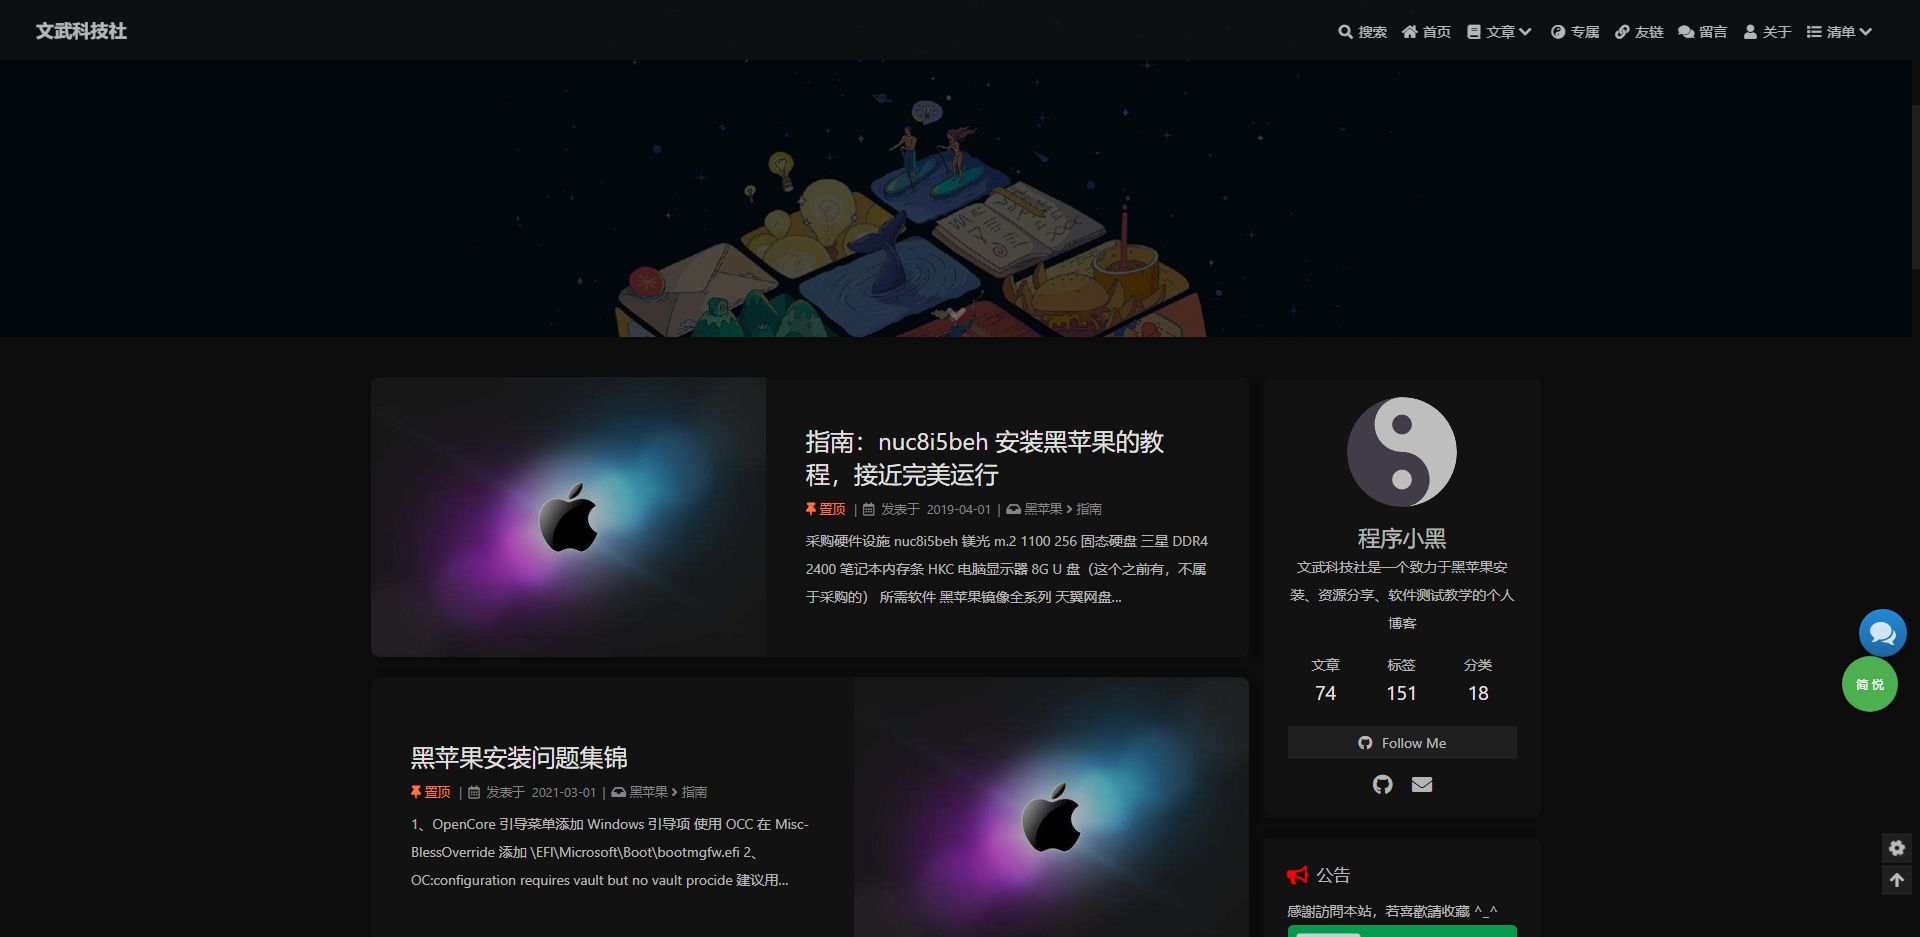 文武科技社
搜索 首页 文章 专属 友链 留言 关于 清单
指南：nuc8i5beh 安装黑苹果的教
程，接近完美运行
置顶 | 发表于 2019-04-01 | 黑苹果 > 指南
采购硬件设施 nuc8i5beh 镁光 m.2 1100 256 固态硬盘 三星 DDR4
2400 笔记本内存条 HKC 电脑显示器 8G U 盘（这个之前有，不属
于采购的） 所需软件 黑苹果镜像全系列 天翼网盘...
黑苹果安装问题集锦
置顶 | 发表于 2021-03-01 | 黑苹果 > 指南
1、OpenCore 引导菜单添加 Windows 引导项 使用 OCC 在 Misc-
BlessOverride 添加 \EFI\Microsoft\Boot\bootmgfw.efi 2、
OC:configuration requires vault but no vault procide 建议用...
程序小黑
文武科技社是一个致力于黑苹果安
装、资源分享、软件测试教学的个人
博客
文章 标签 分类
74 151 18
Follow Me
公告
感謝訪問本站，若喜歡請收藏 ^_^
简悦